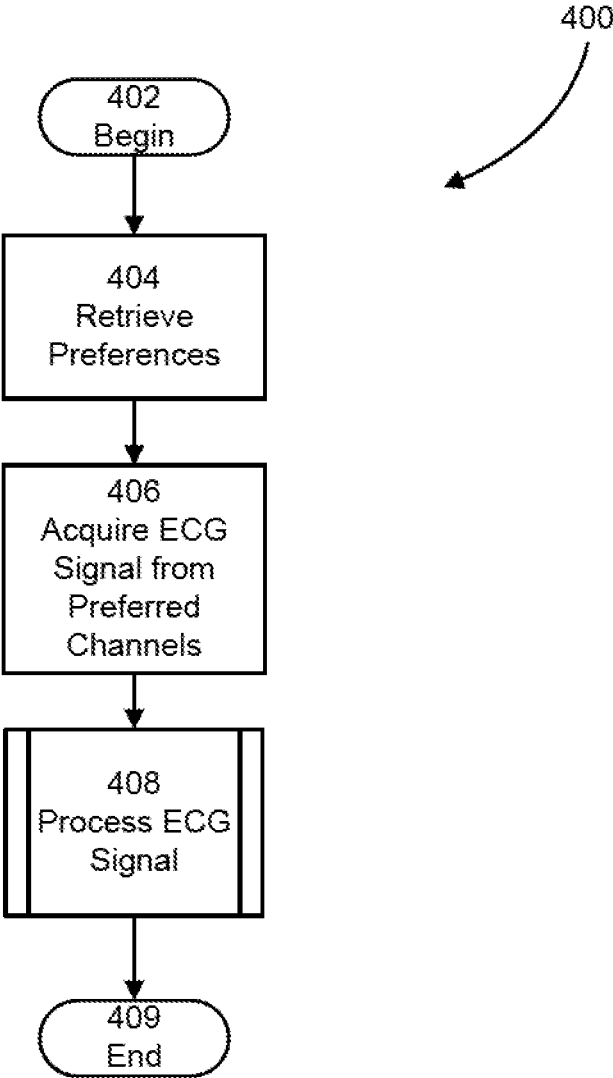 400
402
Begin
404
Retrieve
Preferences
406
Acquire ECG
Signal from
Preferred
Channels
408
Process ECG
Signal
409
End